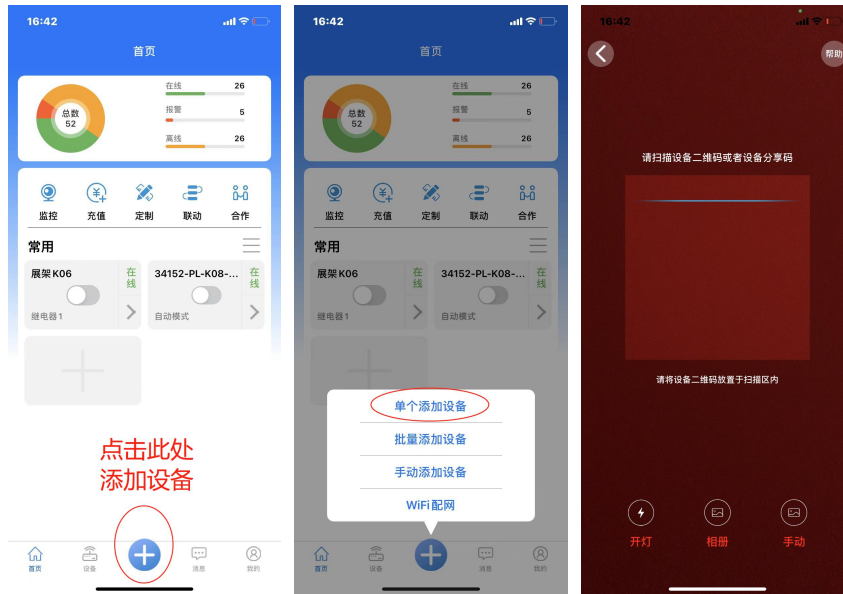 16:42
首页
总数
52
在线 26
报警 5
离线 26
监控 充值 定制 联动 合作
常用
展架K06 在线
继电器1
34152-PL-K08-... 在线
自动模式
点击此处
添加设备
首页 设备 消息 我的
16:42
首页
总数
52
在线 26
报警 5
离线 26
监控 充值 定制 联动 合作
常用
展架K06 在线
继电器1
34152-PL-K08-... 在线
自动模式
单个添加设备
批量添加设备
手动添加设备
WiFi配网
首页 设备 消息 我的
16:42
帮助
请扫描设备二维码或者设备分享码
请将设备二维码放置于扫描区内
开灯 相册 手动